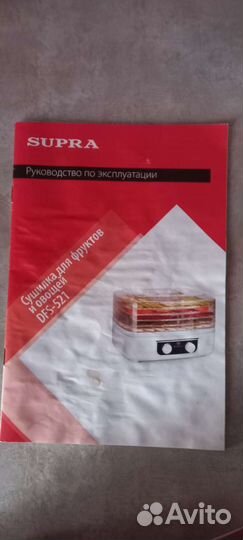 SUPRA
Руководство по эксплуатации
Сушилка для фруктов
и овощей
DFS-521
Avito